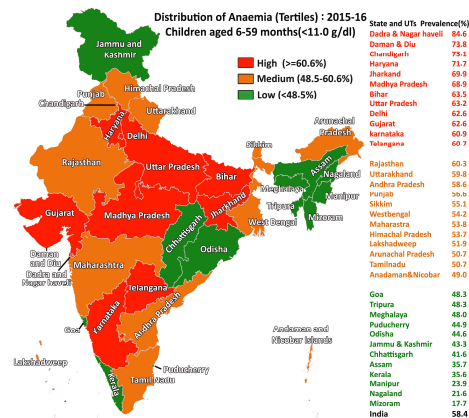 Distribution of Anaemia (Tertiles) : 2015-16
Children aged 6-59 months(<11.0 g/dl)
High (>=60.6%)
Medium (48.5-60.6%)
Low (<48.5%)
Jammu and
Kashmir
Himachal Pradesh
Punjab
Chandigarh
Uttarakhand
Haryana
Delhi
Arunachal
Pradesh
Sikkim
Rajasthan
Uttar Pradesh
Bihar
Assam
Nagaland
Meghalaya
Manipur
Tripura
Mizoram
Gujarat
Madhya Pradesh
Jharkhand
West Bengal
Chhattisgarh
Odisha
Daman
and Diu
Dadra and
Nagar haveli
Maharashtra
Telangana
Goa
Karnataka
Andhra Pradesh
Andaman and
Nicobar Islands
Lakshadweep
Puducherry
Kerala
Tamil Nadu
State and UTs Prevalence(%)
Dadra & Nagar haveli 84.6
Daman & Diu 73.8
Chandigarh 73.1
Haryana 71.7
Jharkand 69.9
Madhya Pradesh 68.9
Bihar 63.5
Uttar Pradesh 63.2
Delhi 62.6
Gujarat 62.6
karnataka 60.9
Telangana 60.7
Rajasthan 60.3
Uttarakhand 59.8
Andhra Pradesh 58.6
Punjab 56.6
Sikkim 55.1
Westbengal 54.2
Maharastra 53.8
Himachal Pradesh 53.7
Lakshadweep 51.9
Arunachal Pradesh 50.7
Tamilnadu 50.7
Anadaman&Nicobar 49.0
Goa 48.3
Tripura 48.3
Meghalaya 48.0
Puducherry 44.9
Odisha 44.6
Jammu & Kashmir 43.3
Chhattisgarh 41.6
Assam 35.7
Kerala 35.6
Manipur 23.9
Nagaland 21.6
Mizoram 17.7
India 58.4